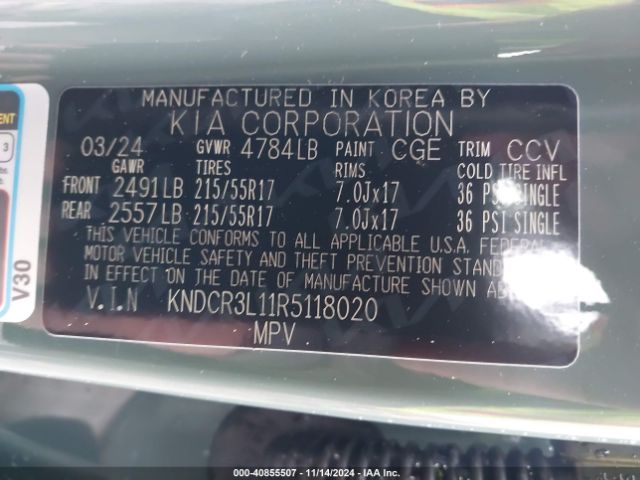 MANUFACTURED IN KOREA BY
KIA CORPORATION
03/24 GVWR 4784LB PAINT CGE TRIM CCV
GAWR TIRES RIMS COLD TIRE INFL
FRONT 2491LB 215/55R17 7.0Jx17 36 PSI SINGLE
REAR 2557LB 215/55R17 7.0Jx17 36 PSI SINGLE
THIS VEHICLE CONFORMS TO ALL APPLICABLE U.S.A. FEDERAL
MOTOR VEHICLE SAFETY AND THEFT PREVENTION STANDARDS
IN EFFECT ON THE DATE OF MANUFACTURE SHOWN ABOVE
V.I.N KNDCR3L11R5118020
MPV
3
V30
000-40855507 - 11/14/2024 - IAA Inc.